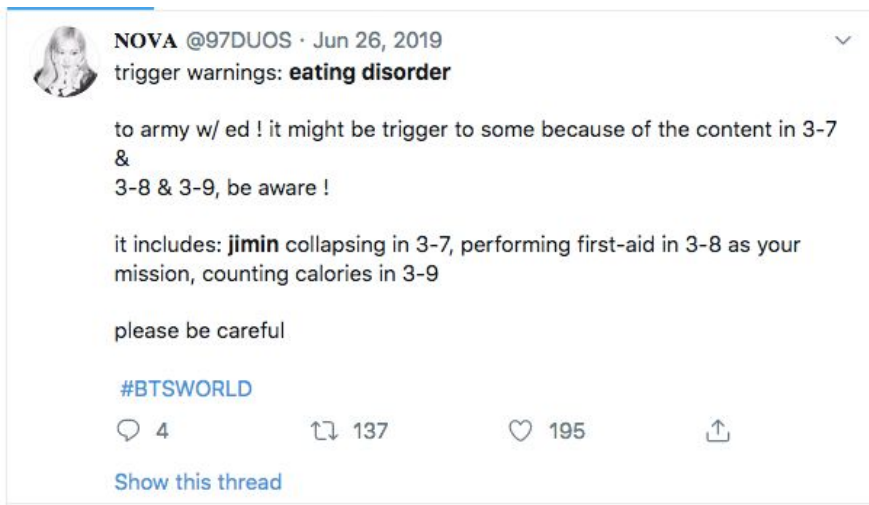 NOVA @97DUOS · Jun 26, 2019
trigger warnings: eating disorder
to army w/ ed ! it might be trigger to some because of the content in 3-7
&
3-8 & 3-9, be aware !
it includes: jimin collapsing in 3-7, performing first-aid in 3-8 as your
mission, counting calories in 3-9
please be careful
#BTSWORLD
4 137 195
Show this thread